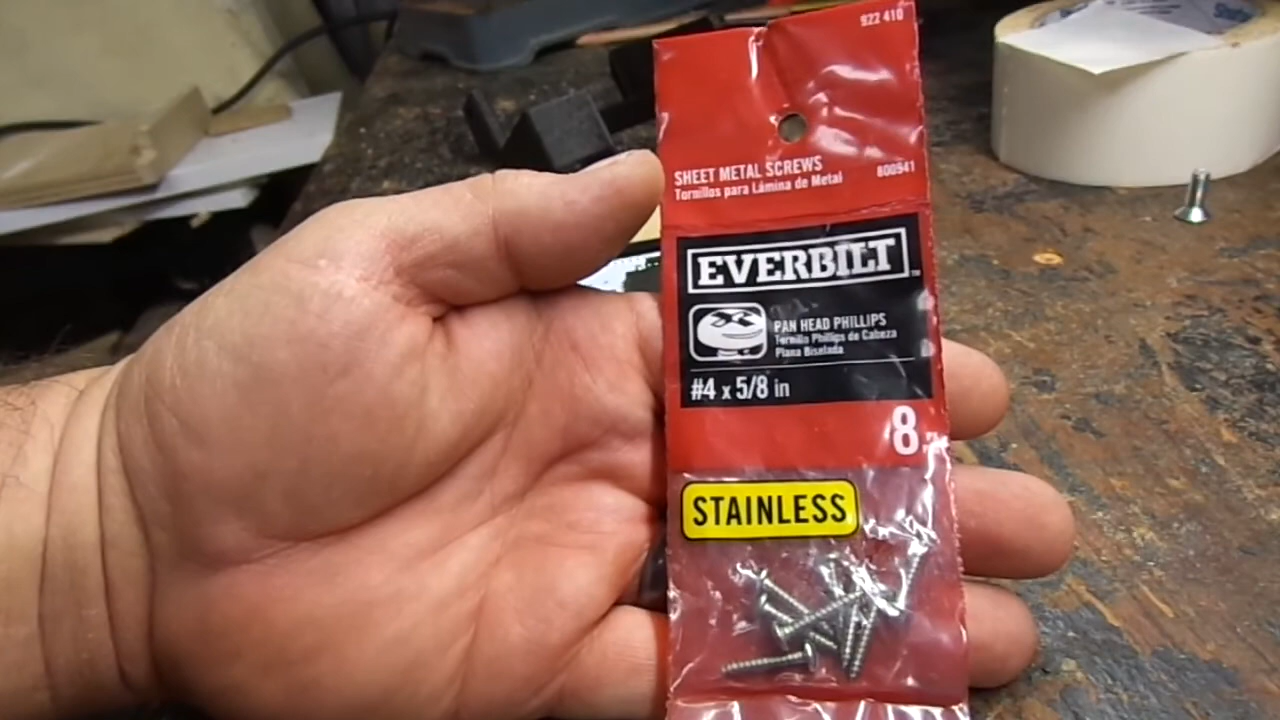 922 410
SHEET METAL SCREWS
Tornillos para Lámina de Metal
800941
EVERBILT™
PAN HEAD PHILLIPS
Tornillo Phillips de Cabeza
Plana Biselada
#4 x 5/8 in
8
STAINLESS